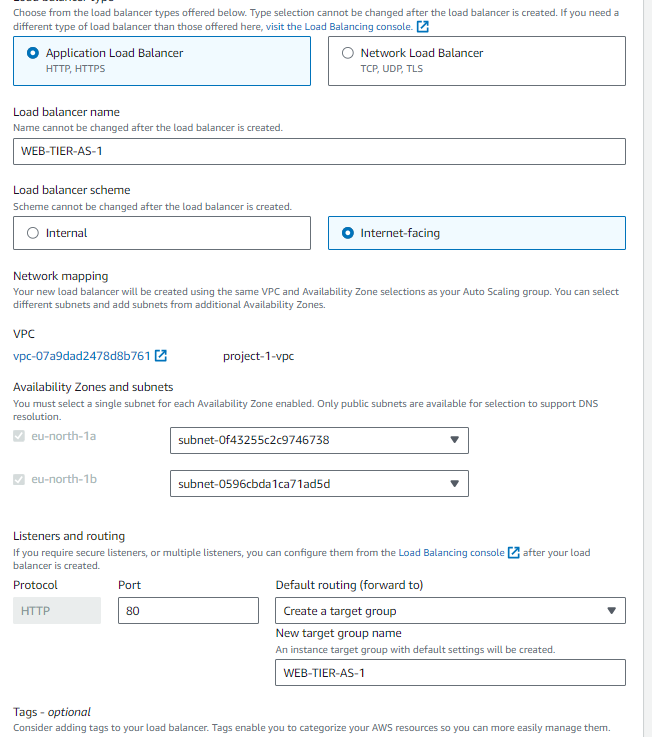 Choose from the load balancer types offered below. Type selection cannot be changed after the load balancer is created. If you need a
different type of load balancer than those offered here, visit the Load Balancing console.
Application Load Balancer
HTTP, HTTPS
Network Load Balancer
TCP, UDP, TLS
Load balancer name
Name cannot be changed after the load balancer is created.
WEB-TIER-AS-1
Load balancer scheme
Scheme cannot be changed after the load balancer is created.
Internal
Internet-facing
Network mapping
Your new load balancer will be created using the same VPC and Availability Zone selections as your Auto Scaling group. You can select
different subnets and add subnets from additional Availability Zones.
VPC
vpc-07a9dad2478d8b761
project-1-vpc
Availability Zones and subnets
You must select a single subnet for each Availability Zone enabled. Only public subnets are available for selection to support DNS
resolution.
eu-north-1a
subnet-0f43255c2c9746738
eu-north-1b
subnet-0596cbda1ca71ad5d
Listeners and routing
If you require secure listeners, or multiple listeners, you can configure them from the Load Balancing console after your load
balancer is created.
Protocol
Port
Default routing (forward to)
HTTP
80
Create a target group
New target group name
An instance target group with default settings will be created.
WEB-TIER-AS-1
Tags - optional
Consider adding tags to your load balancer. Tags enable you to categorize your AWS resources so you can more easily manage them.